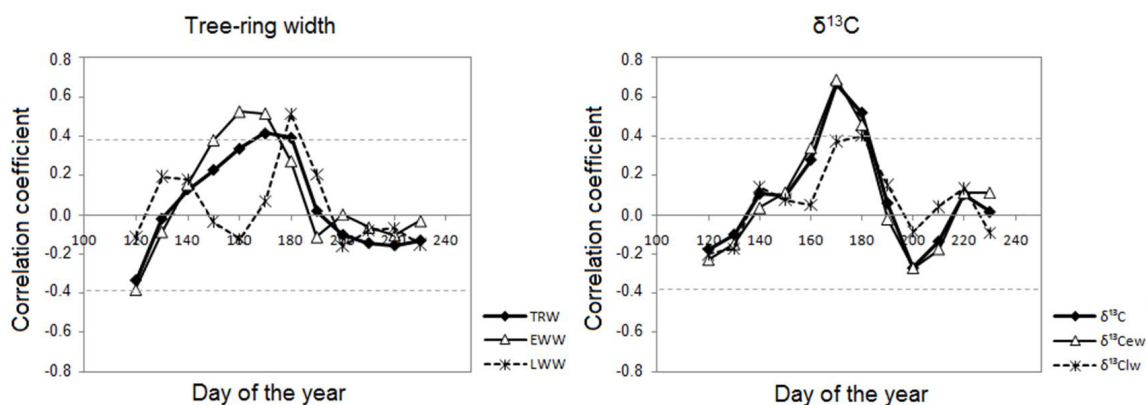 Tree-ring width
0.8
0.6
0.4
0.2
0.0
-0.2
-0.4
-0.6
-0.8
100 120 140 160 180 200 220 240
Correlation coefficient
Day of the year
TRW
EWW
LWW
δ¹³C
0.8
0.6
0.4
0.2
0.0
-0.2
-0.4
-0.6
-0.8
100 120 140 160 180 200 220 240
Correlation coefficient
Day of the year
δ¹³C
δ¹³Cew
δ¹³Clw